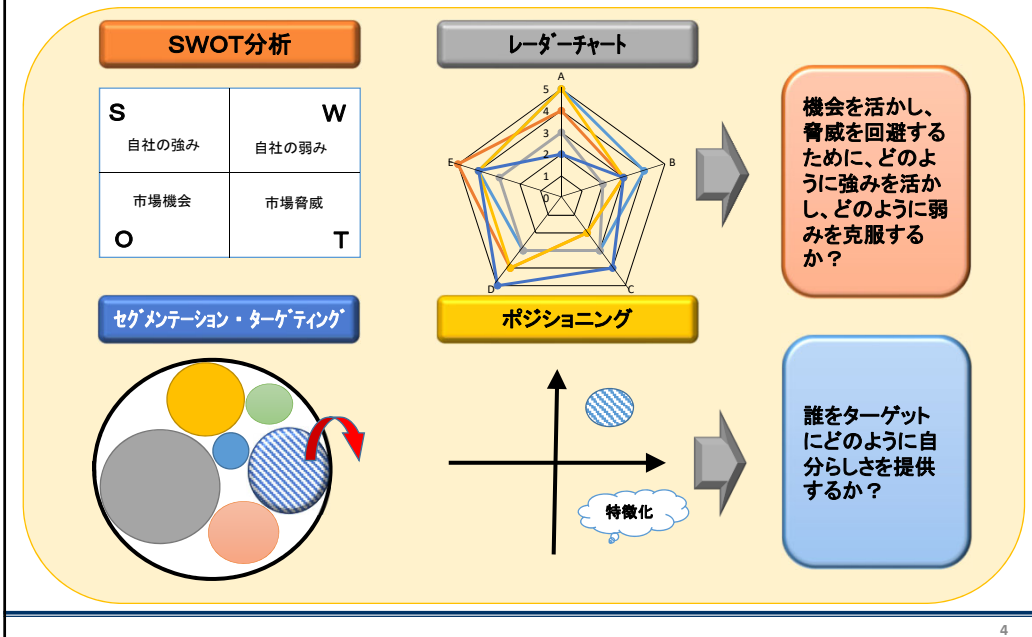 SWOT分析
S
W
自社の強み
自社の弱み
市場機会
市場脅威
O
T
レーダーチャート
A
5
4
3
2
1
0
B
C
D
E
機会を活かし、
脅威を回避する
ために、どのよ
うに強みを活か
し、どのように弱
みを克服する
か？
セグメンテーション・ターゲティング
ポジショニング
特徴化
誰をターゲット
にどのように自
分らしさを提供
するか？
4